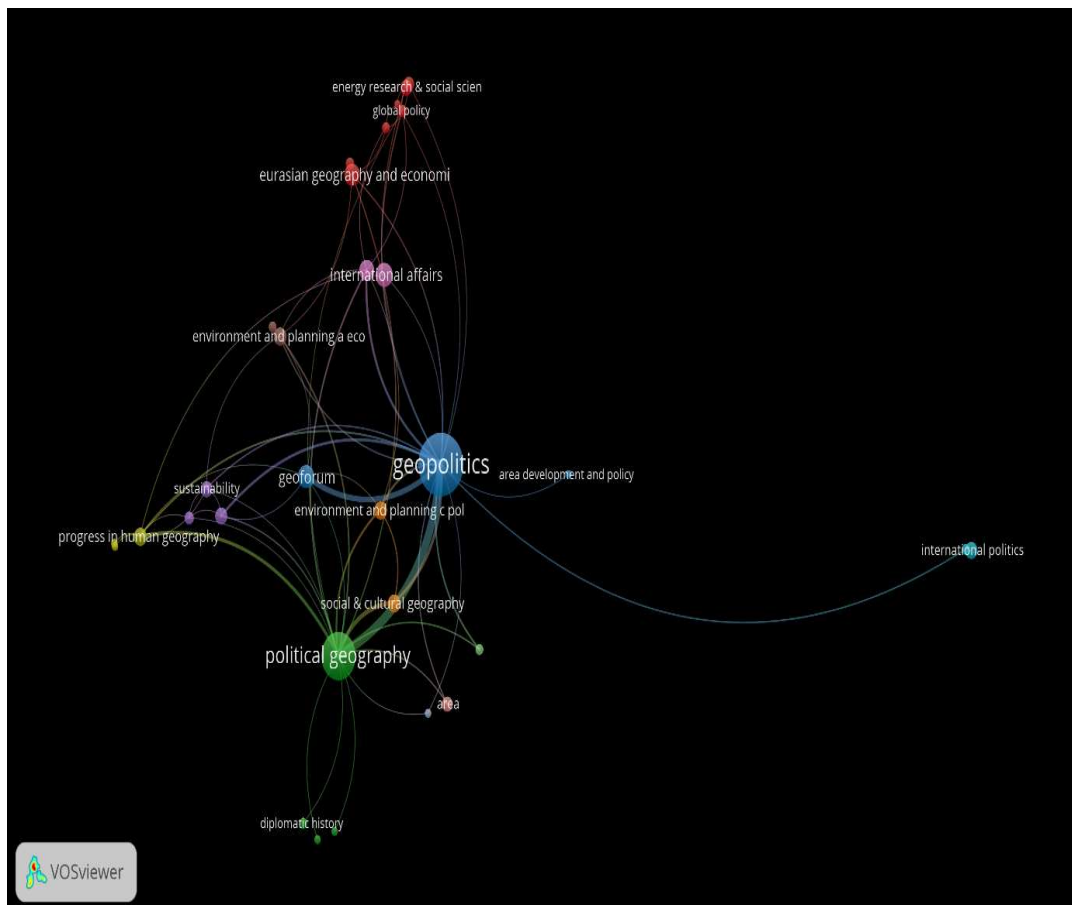 energy research & social scien
global policy
eurasian geography and economi
international affairs
environment and planning a eco
geopolitics
geoforum
area development and policy
sustainability
environment and planning c pol
progress in human geography
international politics
social & cultural geography
political geography
area
diplomatic history
VOSviewer